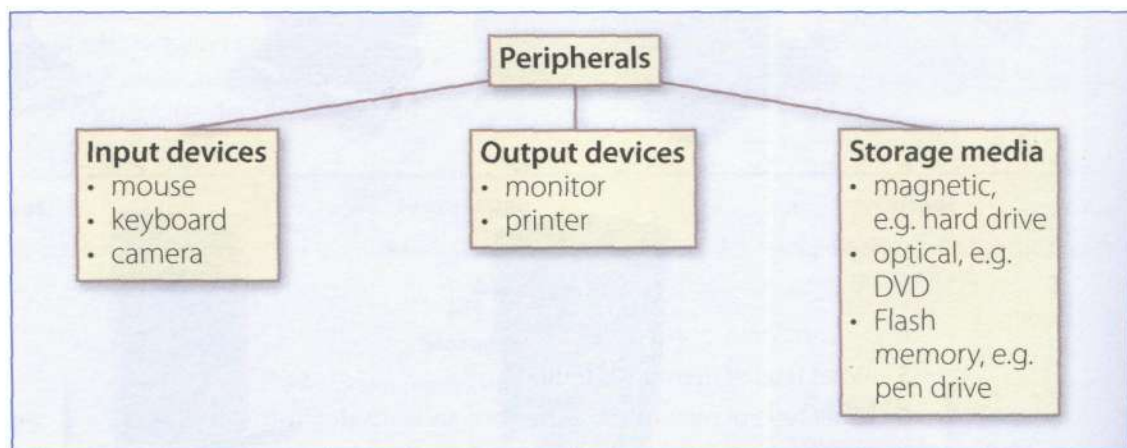 Peripherals
Input devices
• mouse
• keyboard
• camera
Output devices
• monitor
• printer
Storage media
• magnetic,
e.g. hard drive
• optical, e.g.
DVD
• Flash
memory, e.g.
pen drive